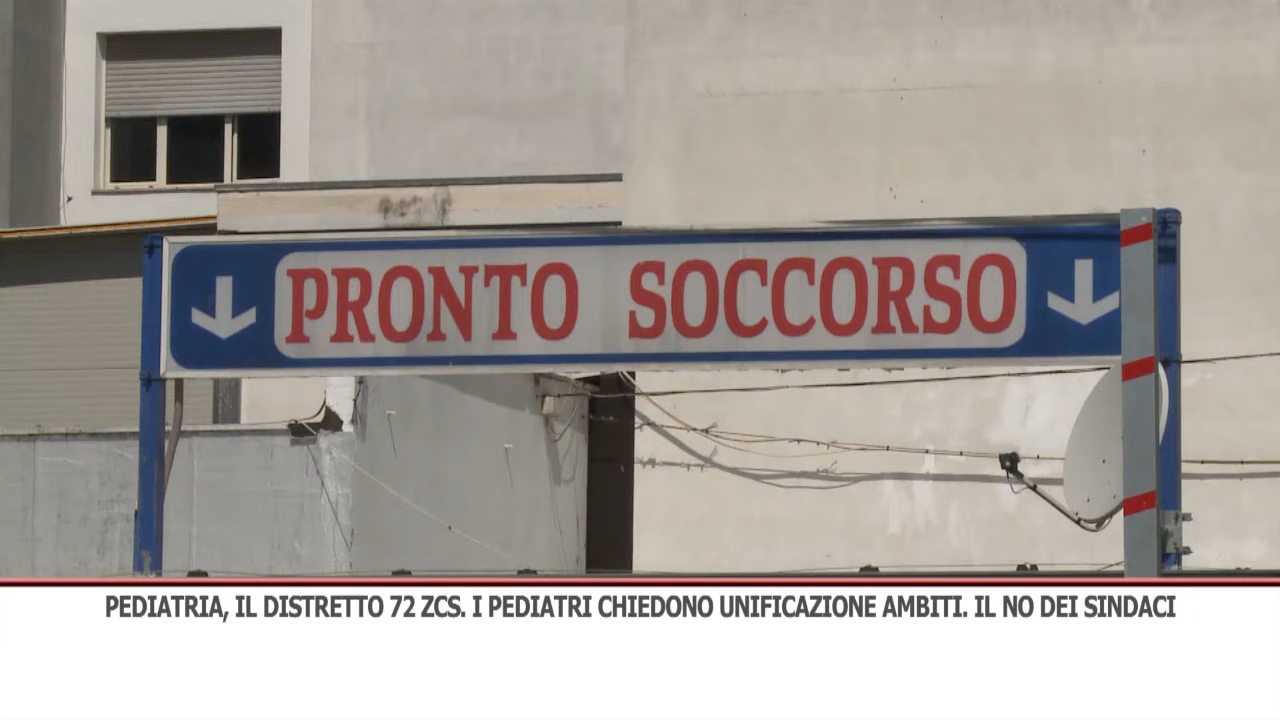 PRONTO SOCCORSO
PEDIATRIA, IL DISTRETTO 72 ZCS. I PEDIATRI CHIEDONO UNIFICAZIONE AMBITI. IL NO DEI SINDACI